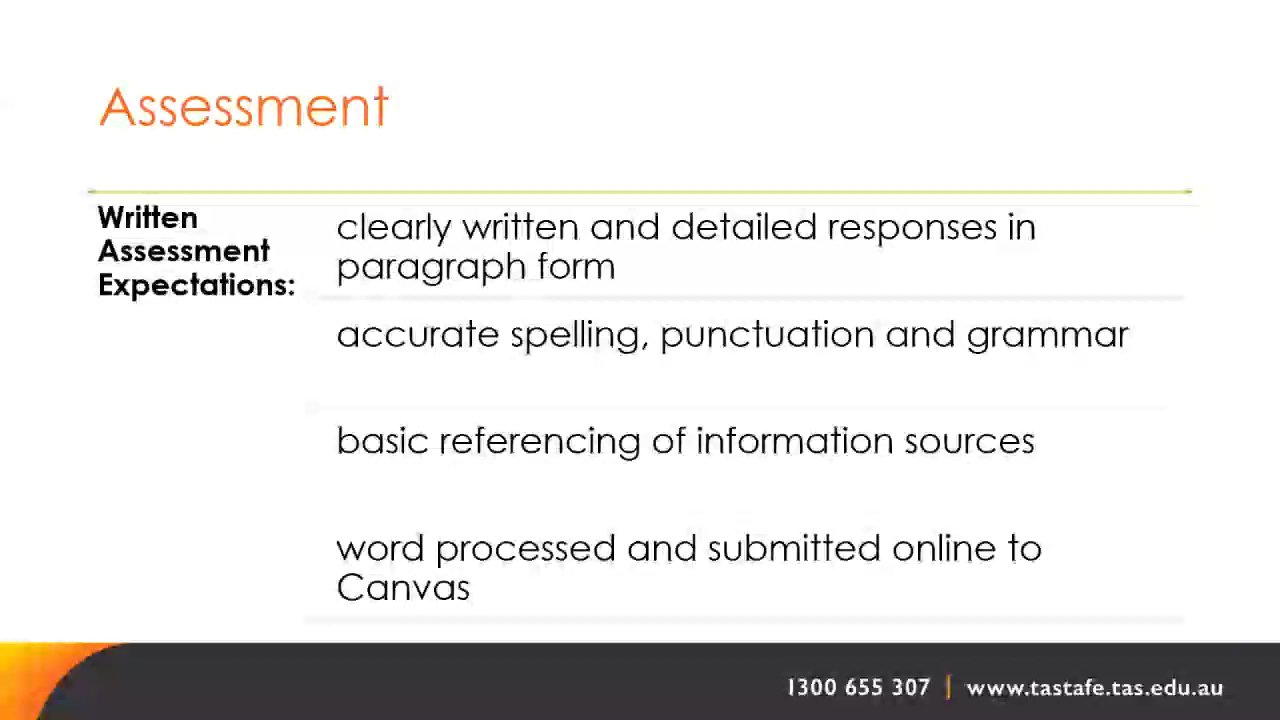 Assessment
Written
Assessment
Expectations:
clearly written and detailed responses in
paragraph form
accurate spelling, punctuation and grammar
basic referencing of information sources
word processed and submitted online to
Canvas
1300 655 307 | www.tastafe.tas.edu.au